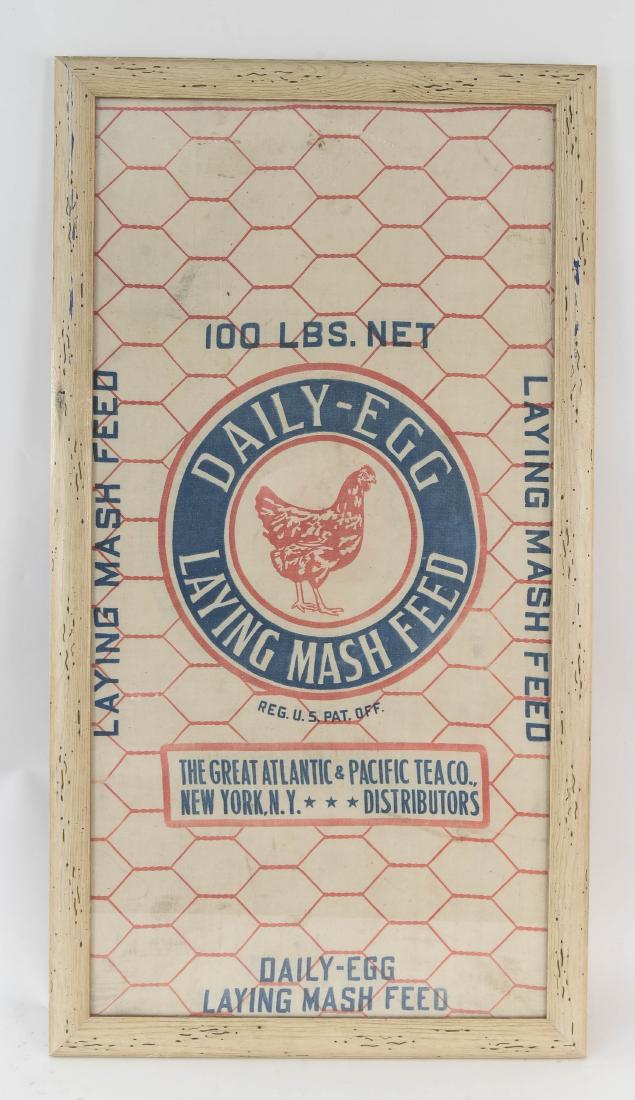 100 LBS. NET
LAYING MASH FEED
DAILY-EGG
LAYING MASH FEED
LAYING MASH FEED
REG. U. S. PAT. OFF.
THE GREAT ATLANTIC & PACIFIC TEA CO.,
NEW YORK, N.Y. ★ ★ ★ DISTRIBUTORS
DAILY-EGG
LAYING MASH FEED